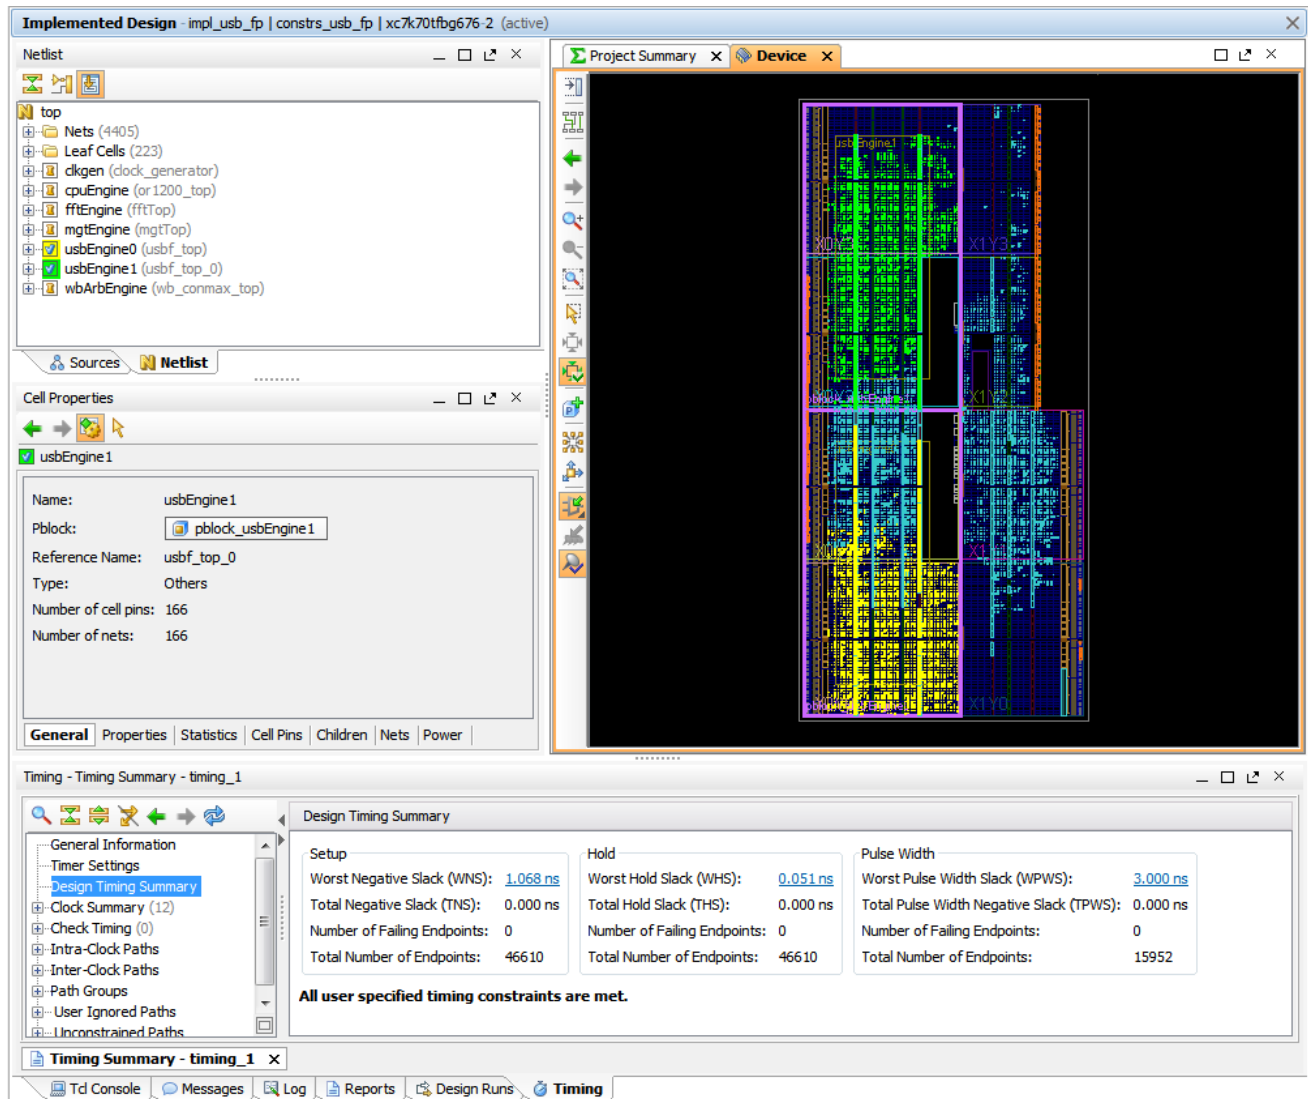 Implemented Design - impl_usb_fp | constrs_usb_fp | xc7k70tfbg676-2 (active)
Netlist
top
Nets (4405)
Leaf Cells (223)
clkgen (clock_generator)
cpuEngine (or1200_top)
fftEngine (fftTop)
mgtEngine (mgtTop)
usbEngine0 (usbf_top)
usbEngine1 (usbf_top_0)
wbArbEngine (wb_conmax_top)
Sources Netlist
Cell Properties
usbEngine1
Name: usbEngine1
Pblock: pblock_usbEngine1
Reference Name: usbf_top_0
Type: Others
Number of cell pins: 166
Number of nets: 166
General Properties Statistics Cell Pins Children Nets Power
Project Summary Device
usbEngine1
X0Y3 X1Y3
X1Y2
X1Y0
Timing - Timing Summary - timing_1
General Information
Timer Settings
Design Timing Summary
Clock Summary (12)
Check Timing (0)
Intra-Clock Paths
Inter-Clock Paths
Path Groups
User Ignored Paths
Unconstrained Paths
Design Timing Summary
Setup
Worst Negative Slack (WNS): 1.068 ns
Total Negative Slack (TNS): 0.000 ns
Number of Failing Endpoints: 0
Total Number of Endpoints: 46610
Hold
Worst Hold Slack (WHS): 0.051 ns
Total Hold Slack (THS): 0.000 ns
Number of Failing Endpoints: 0
Total Number of Endpoints: 46610
Pulse Width
Worst Pulse Width Slack (WPWS): 3.000 ns
Total Pulse Width Negative Slack (TPWS): 0.000 ns
Number of Failing Endpoints: 0
Total Number of Endpoints: 15952
All user specified timing constraints are met.
Timing Summary - timing_1
Tcl Console Messages Log Reports Design Runs Timing